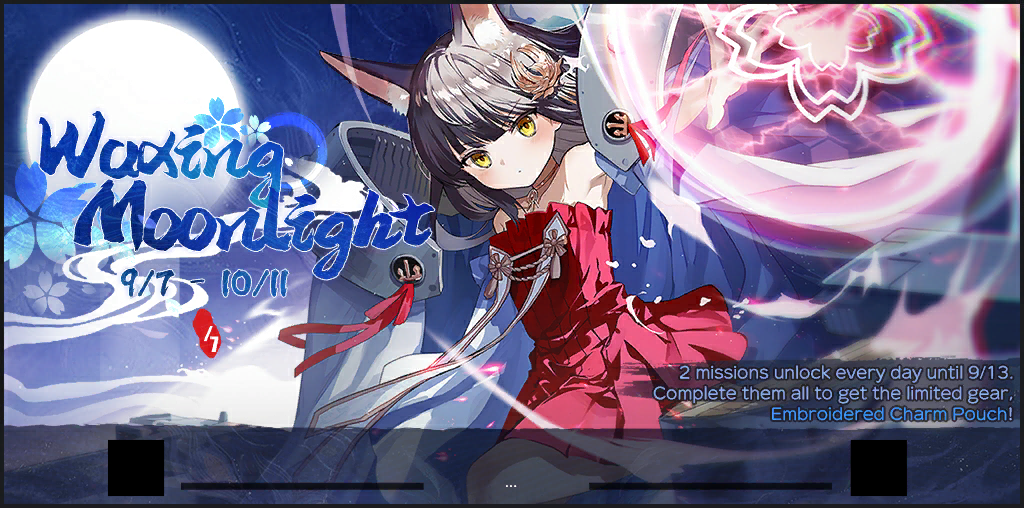 Waxing
Moonlight
9/7 - 10/11
2 missions unlock every day until 9/13.
Complete them all to get the limited gear,
Embroidered Charm Pouch!
...